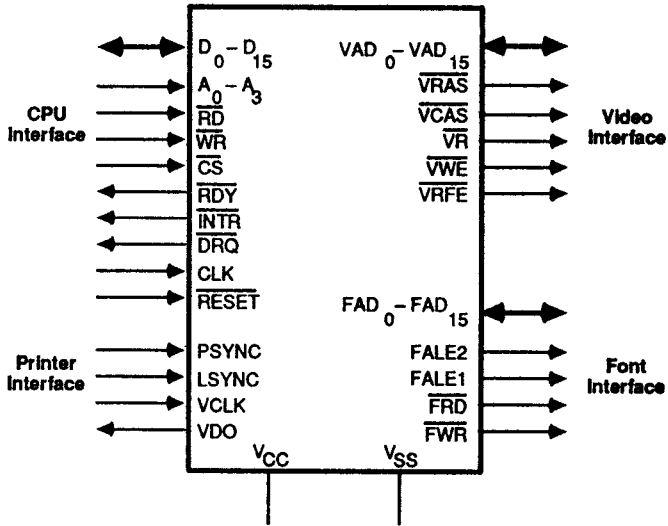 D0–D15
A0–A3
CPU
Interface
RD
WR
CS
RDY
INTR
DRQ
CLK
RESET
Printer
Interface
PSYNC
LSYNC
VCLK
VDO
VCC
VSS
VAD0–VAD15
VRAS
VCAS
VR
VWE
VRFE
Video
Interface
FAD0–FAD15
FALE2
FALE1
FRD
FWR
Font
Interface